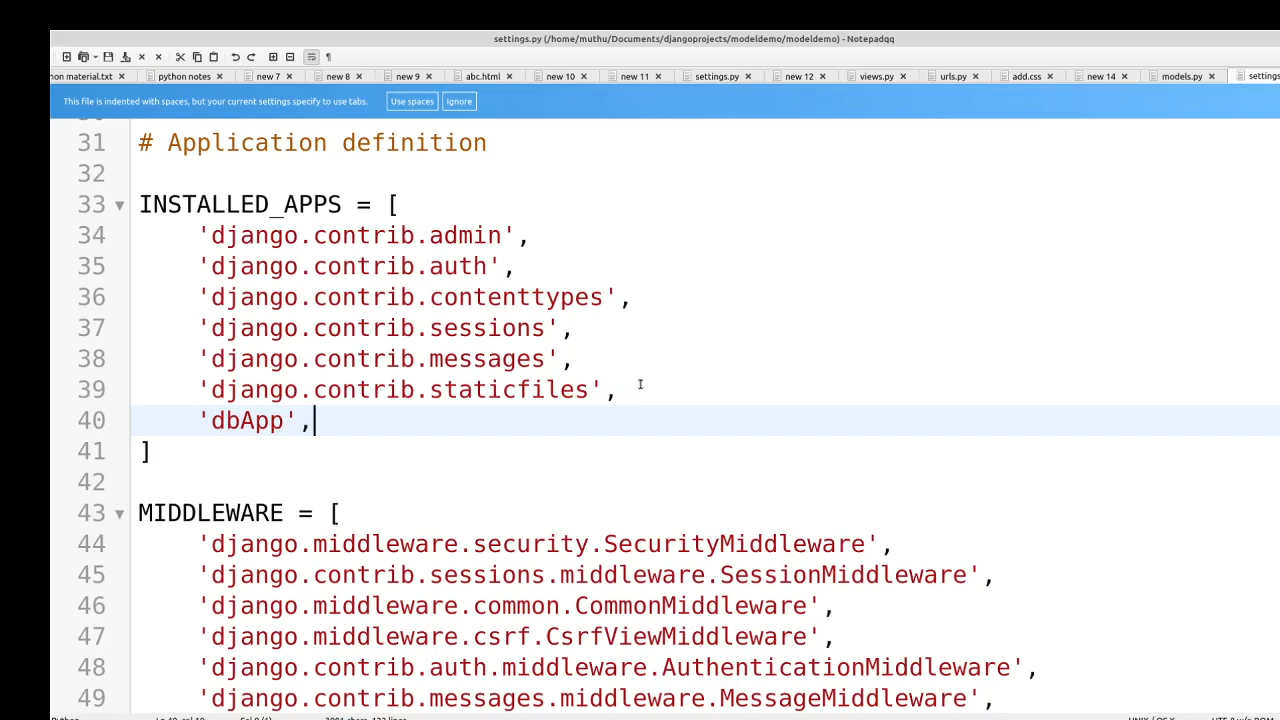 settings.py (/home/muthu/Documents/djangoprojects/modeldemo/modeldemo) - Notepadqq
non material.txt python notes new 7 new 8 new 9 abc.html new 10 new 11 settings.py new 12 views.py urls.py add.css new 14 models.py settings
This file is indented with spaces, but your current settings specify to use tabs. Use spaces Ignore
31 # Application definition
32
33 INSTALLED_APPS = [
34 'django.contrib.admin',
35 'django.contrib.auth',
36 'django.contrib.contenttypes',
37 'django.contrib.sessions',
38 'django.contrib.messages',
39 'django.contrib.staticfiles',
40 'dbApp',
41 ]
42
43 MIDDLEWARE = [
44 'django.middleware.security.SecurityMiddleware',
45 'django.contrib.sessions.middleware.SessionMiddleware',
46 'django.middleware.common.CommonMiddleware',
47 'django.middleware.csrf.CsrfViewMiddleware',
48 'django.contrib.auth.middleware.AuthenticationMiddleware',
49 'django.contrib.messages.middleware.MessageMiddleware',